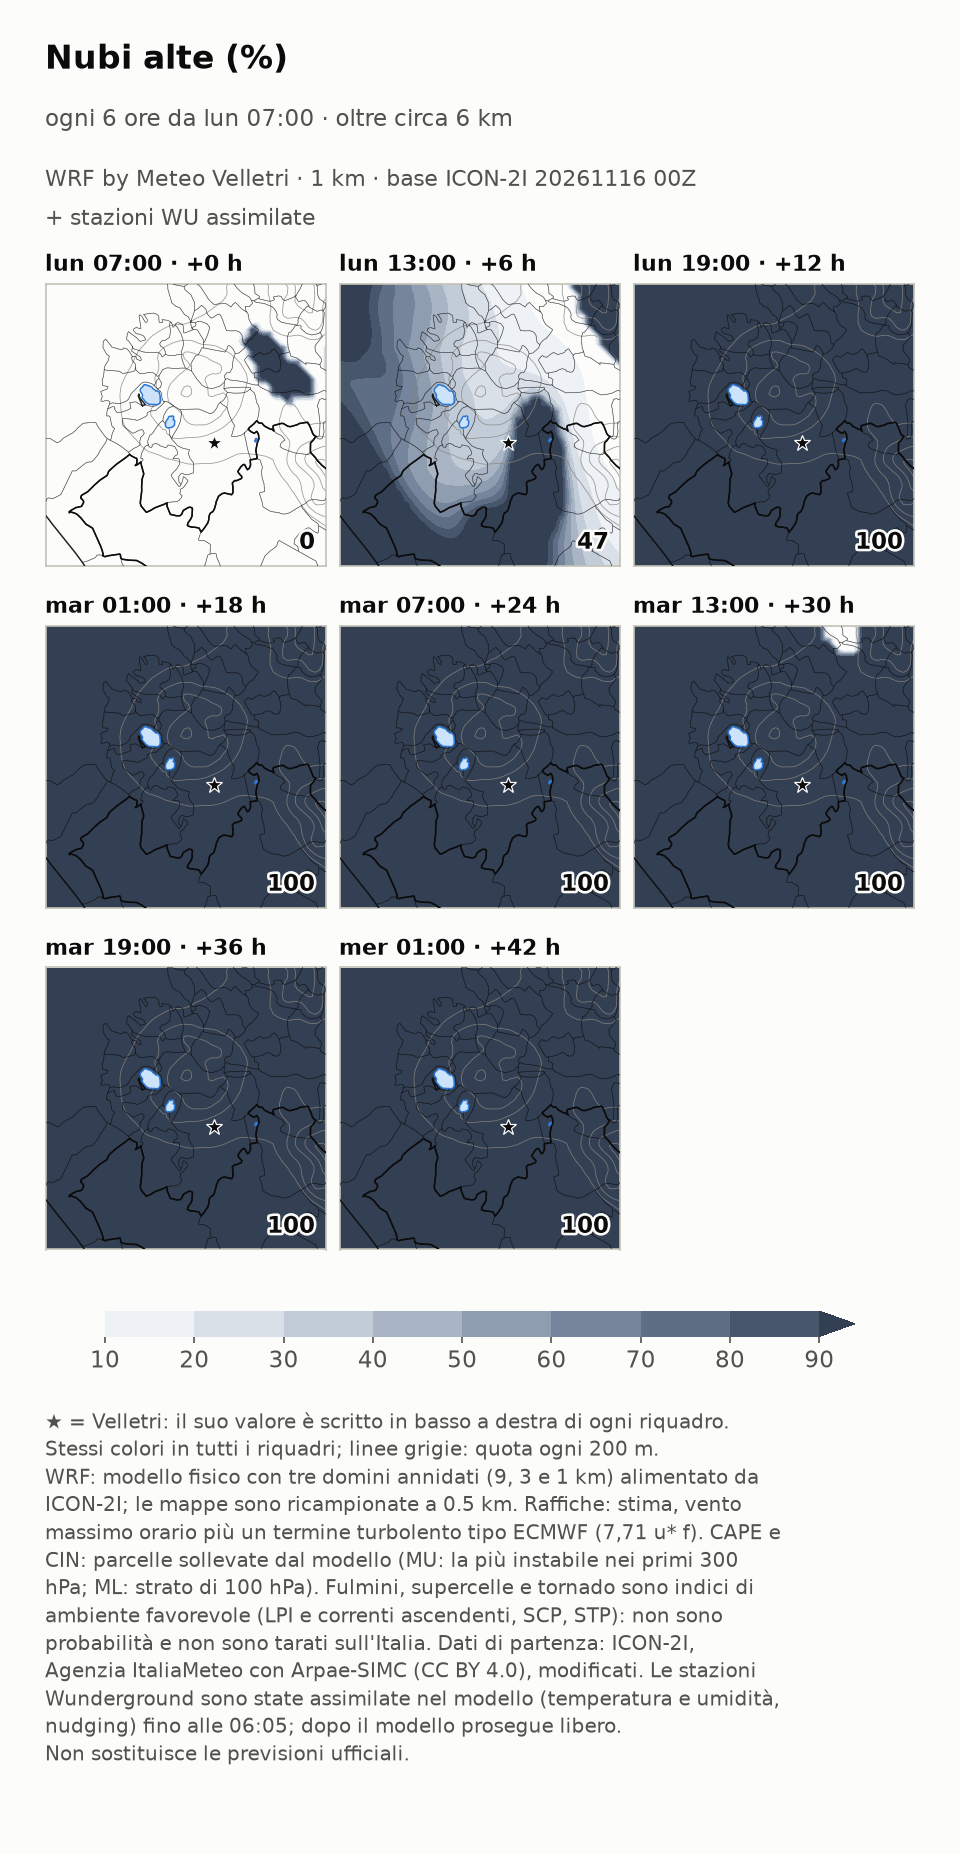 Nubi alte (%)
ogni 6 ore da lun 07:00 · oltre circa 6 km
WRF by Meteo Velletri · 1 km · base ICON-2I 20261116 00Z
+ stazioni WU assimilate
lun 07:00 · +0 h
lun 13:00 · +6 h
lun 19:00 · +12 h
0
47
100
mar 01:00 · +18 h
mar 07:00 · +24 h
mar 13:00 · +30 h
100
100
100
mar 19:00 · +36 h
mer 01:00 · +42 h
100
100
10 20 30 40 50 60 70 80 90
★ = Velletri: il suo valore è scritto in basso a destra di ogni riquadro.
Stessi colori in tutti i riquadri; linee grigie: quota ogni 200 m.
WRF: modello fisico con tre domini annidati (9, 3 e 1 km) alimentato da
ICON-2I; le mappe sono ricampionate a 0.5 km. Raffiche: stima, vento
massimo orario più un termine turbolento tipo ECMWF (7,71 u* f). CAPE e
CIN: parcelle sollevate dal modello (MU: la più instabile nei primi 300
hPa; ML: strato di 100 hPa). Fulmini, supercelle e tornado sono indici di
ambiente favorevole (LPI e correnti ascendenti, SCP, STP): non sono
probabilità e non sono tarati sull'Italia. Dati di partenza: ICON-2I,
Agenzia ItaliaMeteo con Arpae-SIMC (CC BY 4.0), modificati. Le stazioni
Wunderground sono state assimilate nel modello (temperatura e umidità,
nudging) fino alle 06:05; dopo il modello prosegue libero.
Non sostituisce le previsioni ufficiali.